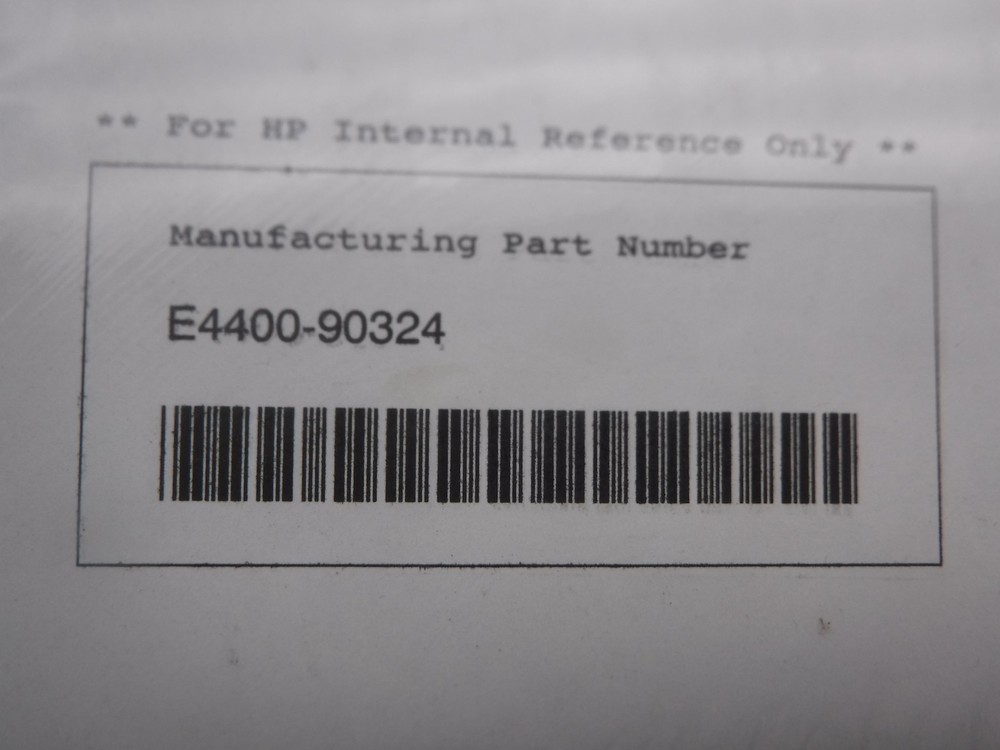 ** For HP Internal Reference Only **
Manufacturing Part Number
E4400-90324